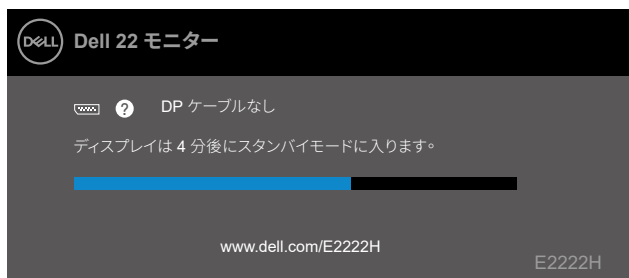 DELL
Dell 22 モニター
? DP ケーブルなし
ディスプレイは 4 分後にスタンバイモードに入ります。
www.dell.com/E2222H
E2222H